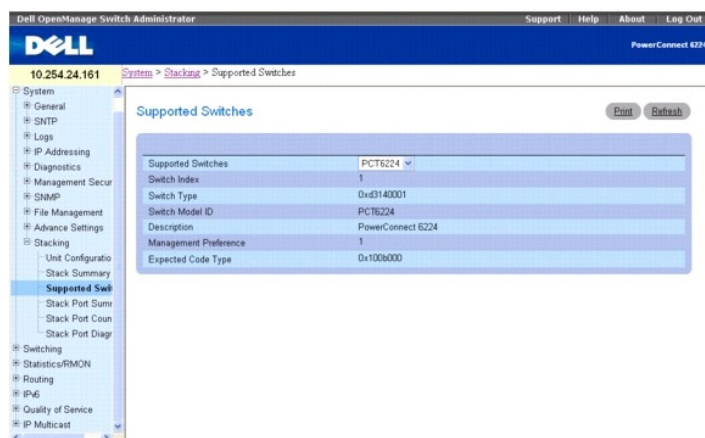 Dell OpenManage Switch Administrator
Support Help About Log Out
DELL
PowerConnect 6224
10.254.24.161
System > Stacking > Supported Switches
System
General
SNTP
Logs
IP Addressing
Diagnostics
Management Secur
SNMP
File Management
Advance Settings
Stacking
Unit Configuratio
Stack Summary
Supported Swit
Stack Port Sumr
Stack Port Coun
Stack Port Diagr
Switching
Statistics/RMON
Routing
IPv6
Quality of Service
IP Multicast
Supported Switches
Print Refresh
Supported Switches PCT6224
Switch Index 1
Switch Type 0xd3140001
Switch Model ID PCT6224
Description PowerConnect 6224
Management Preference 1
Expected Code Type 0x100b000